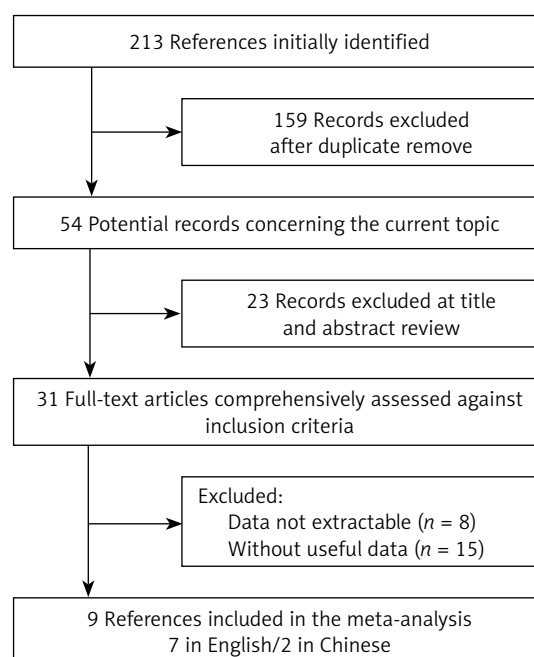 213 References initially identified
159 Records excluded
after duplicate remove
54 Potential records concerning the current topic
23 Records excluded at title
and abstract review
31 Full-text articles comprehensively assessed against
inclusion criteria
Excluded:
Data not extractable (n = 8)
Without useful data (n = 15)
9 References included in the meta-analysis
7 in English/2 in Chinese